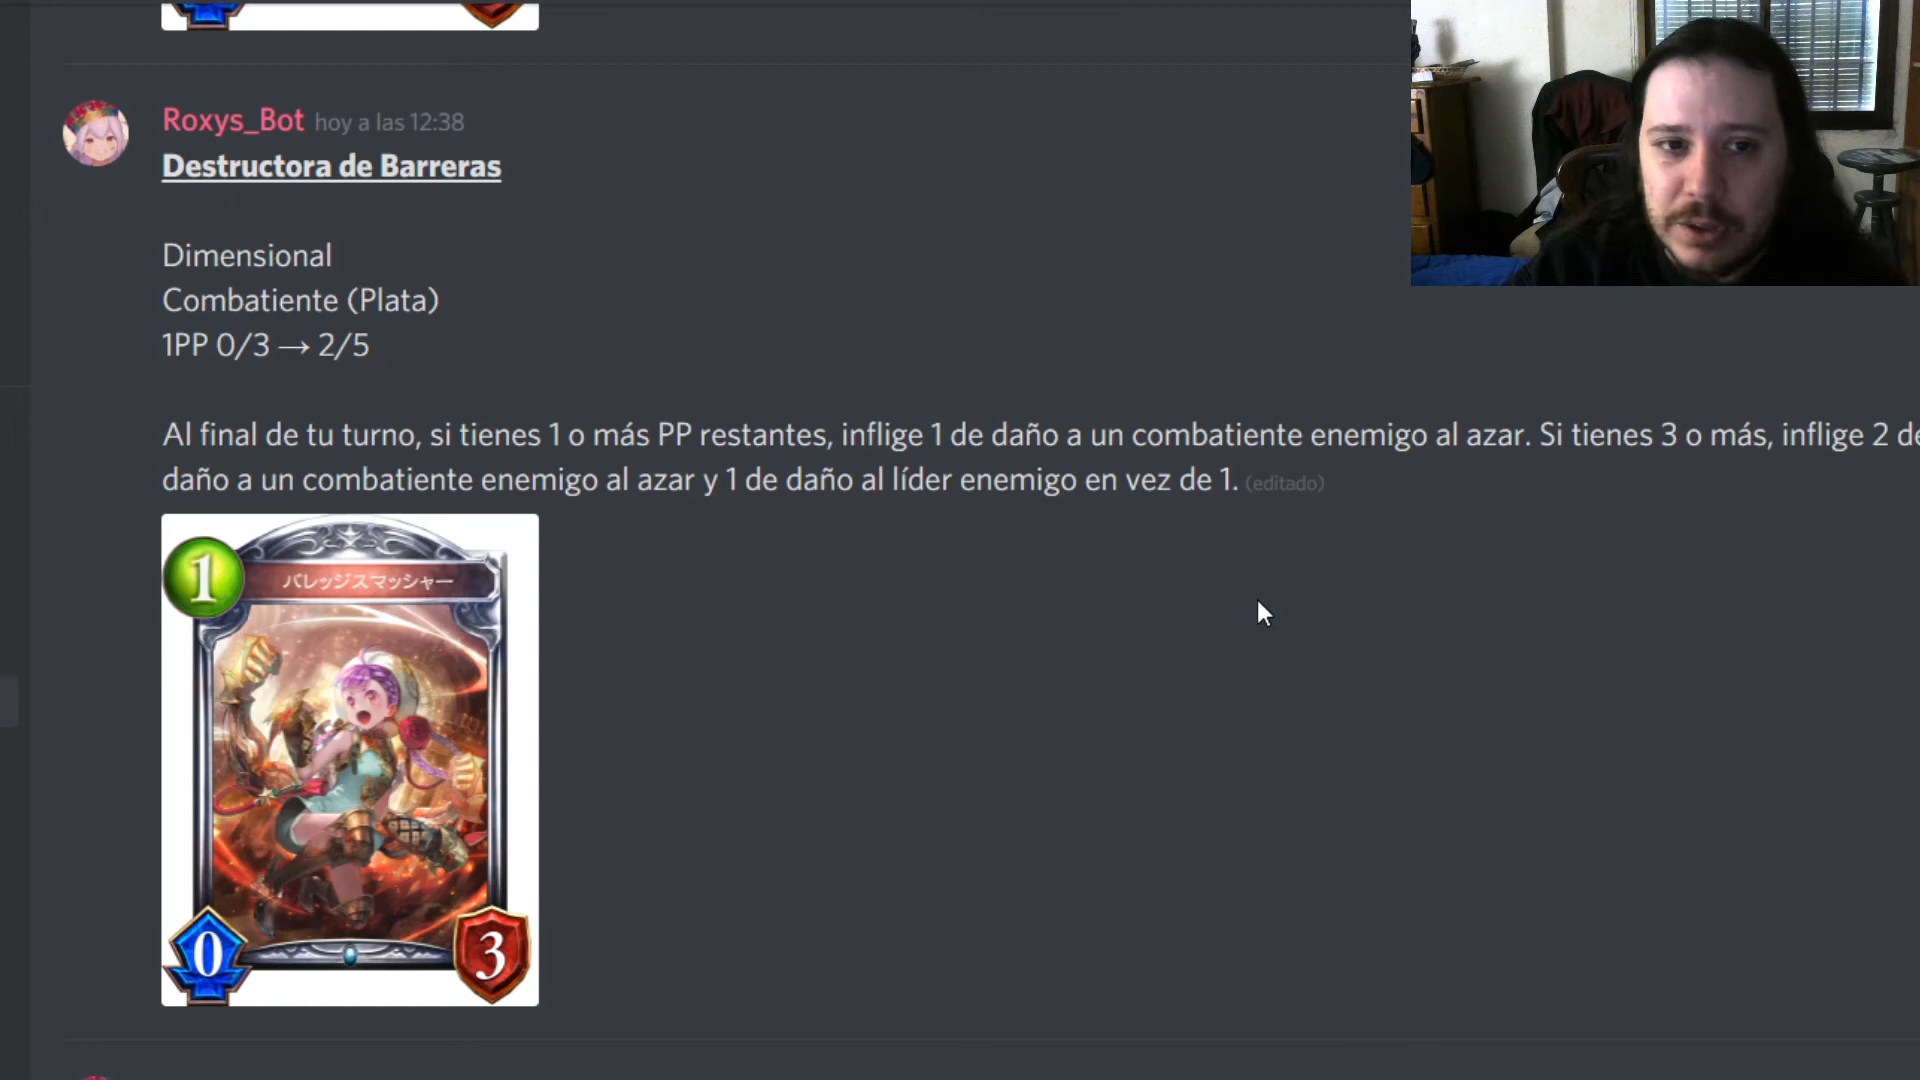 Roxys_Bot hoy a las 12:38
Destructora de Barreras
Dimensional
Combatiente (Plata)
1PP 0/3 → 2/5
Al final de tu turno, si tienes 1 o más PP restantes, inflige 1 de daño a un combatiente enemigo al azar. Si tienes 3 o más, inflige 2 de
daño a un combatiente enemigo al azar y 1 de daño al líder enemigo en vez de 1. (editado)
1
バレッジスマッシャー
0
3